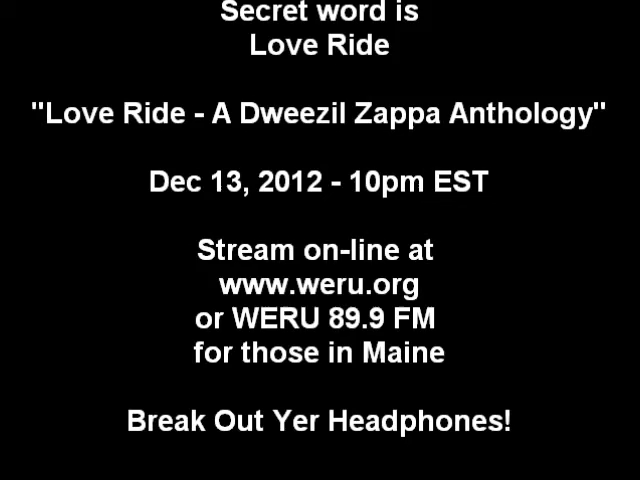 Secret word is
Love Ride
"Love Ride - A Dweezil Zappa Anthology"
Dec 13, 2012 - 10pm EST
Stream on-line at
www.weru.org
or WERU 89.9 FM
for those in Maine
Break Out Yer Headphones!